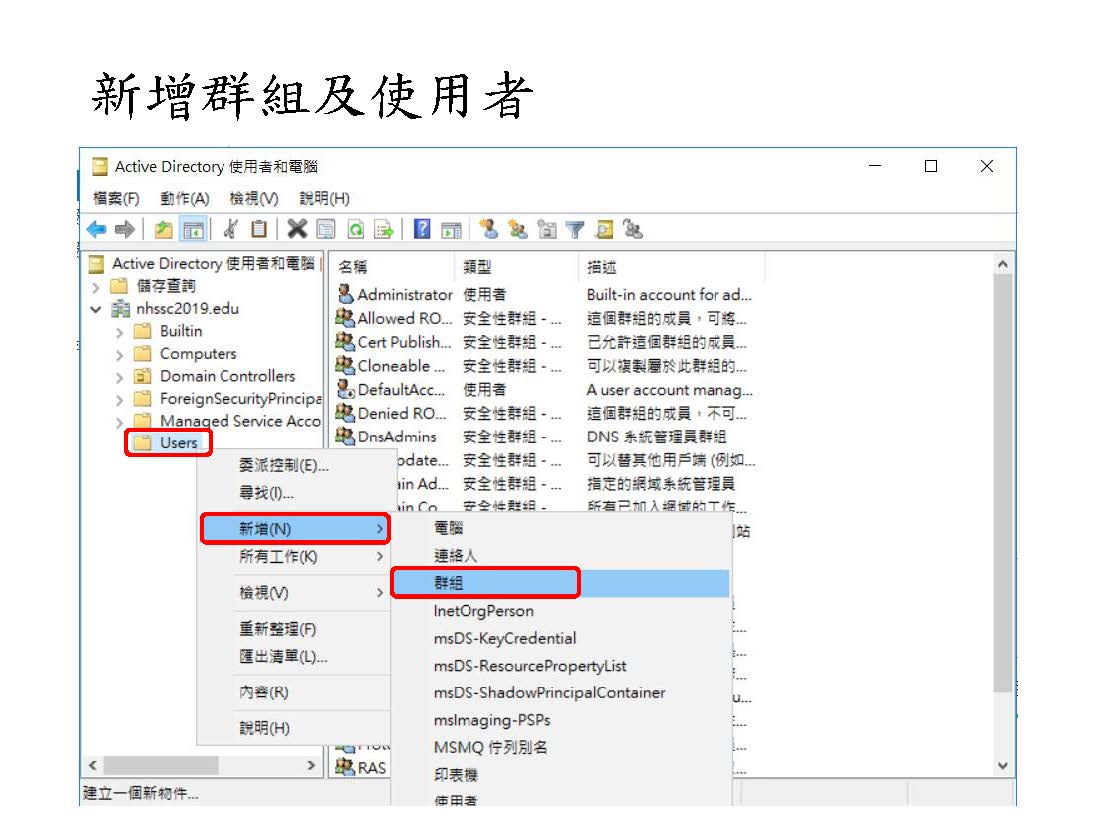 新增群組及使用者
Active Directory 使用者和電腦
檔案(F) 動作(A) 檢視(V) 說明(H)
Active Directory 使用者和電腦
儲存查詢
nhssc2019.edu
Builtin
Computers
Domain Controllers
ForeignSecurityPrincipa
Managed Service Acco
Users
名稱 類型 描述
Administrator 使用者 Built-in account for ad...
Allowed RO... 安全性群組 - ... 這個群組的成員，可將...
Cert Publish... 安全性群組 - ... 已允許這個群組的成員...
Cloneable ... 安全性群組 - ... 可以複製屬於此群組的...
DefaultAcc... 使用者 A user account manag...
Denied RO... 安全性群組 - ... 這個群組的成員，不可...
DnsAdmins 安全性群組 - ... DNS 系統管理員群組
pdate... 安全性群組 - ... 可以替其他用戶端 (例如...
ain Ad... 安全性群組 - ... 指定的網域系統管理員
ain Co... 安全性群組 - ... 所有已加入網域的工作...
站
RAS
委派控制(E)...
尋找(I)...
新增(N)
所有工作(K)
檢視(V)
重新整理(F)
匯出清單(L)...
內容(R)
說明(H)
電腦
連絡人
群組
InetOrgPerson
msDS-KeyCredential
msDS-ResourcePropertyList
msDS-ShadowPrincipalContainer
msImaging-PSPs
MSMQ 佇列別名
印表機
使用者
建立一個新物件...